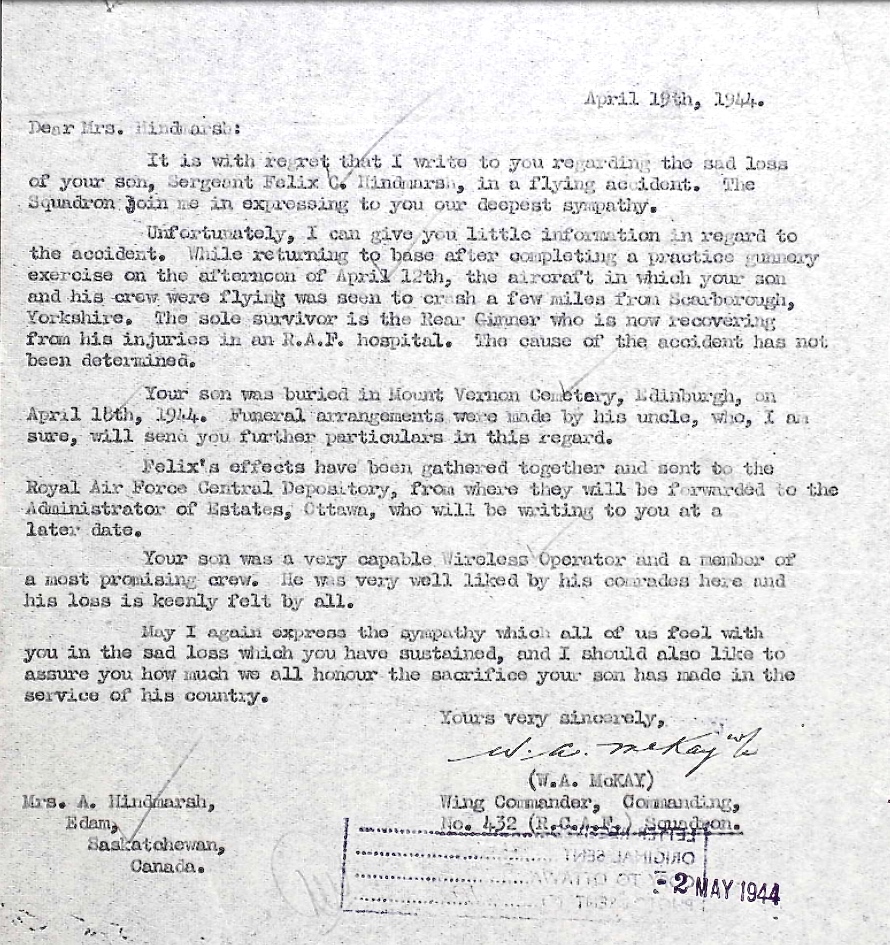 April 19th, 1944.
Dear Mrs. Hindmarsh:
It is with regret that I write to you regarding the sad loss
of your son, Sergeant Felix C. Hindmarsh, in a flying accident. The
Squadron join me in expressing to you our deepest sympathy.
Unfortunately, I can give you little information in regard to
the accident. While returning to base after completing a practice gunnery
exercise on the afternoon of April 12th, the aircraft in which your son
and his crew were flying was seen to crash a few miles from Scarborough,
Yorkshire. The sole survivor is the Rear Gunner who is now recovering
from his injuries in an R.A.F. hospital. The cause of the accident has not
been determined.
Your son was buried in Mount Vernon Cemetery, Edinburgh, on
April 18th, 1944. Funeral arrangements were made by his uncle, who, I am
sure, will send you further particulars in this regard.
Felix's effects have been gathered together and sent to the
Royal Air Force Central Depository, from where they will be forwarded to the
Administrator of Estates, Ottawa, who will be writing to you at a
later date.
Your son was a very capable Wireless Operator and a member of
a most promising crew. He was very well liked by his comrades here and
his loss is keenly felt by all.
May I again express the sympathy which all of us feel with
you in the sad loss which you have sustained, and I should also like to
assure you how much we all honour the sacrifice your son has made in the
service of his country.
Yours very sincerely,
W. A. McKay w/c
(W.A. McKAY)
Wing Commander, Commanding,
No. 432 (R.C.A.F.) Squadron.
Mrs. A. Hindmarsh,
Edam,
Saskatchewan,
Canada.
LETTER
ORIGINAL SENT
TO OTTAWA
SENT
- 2 MAY 1944